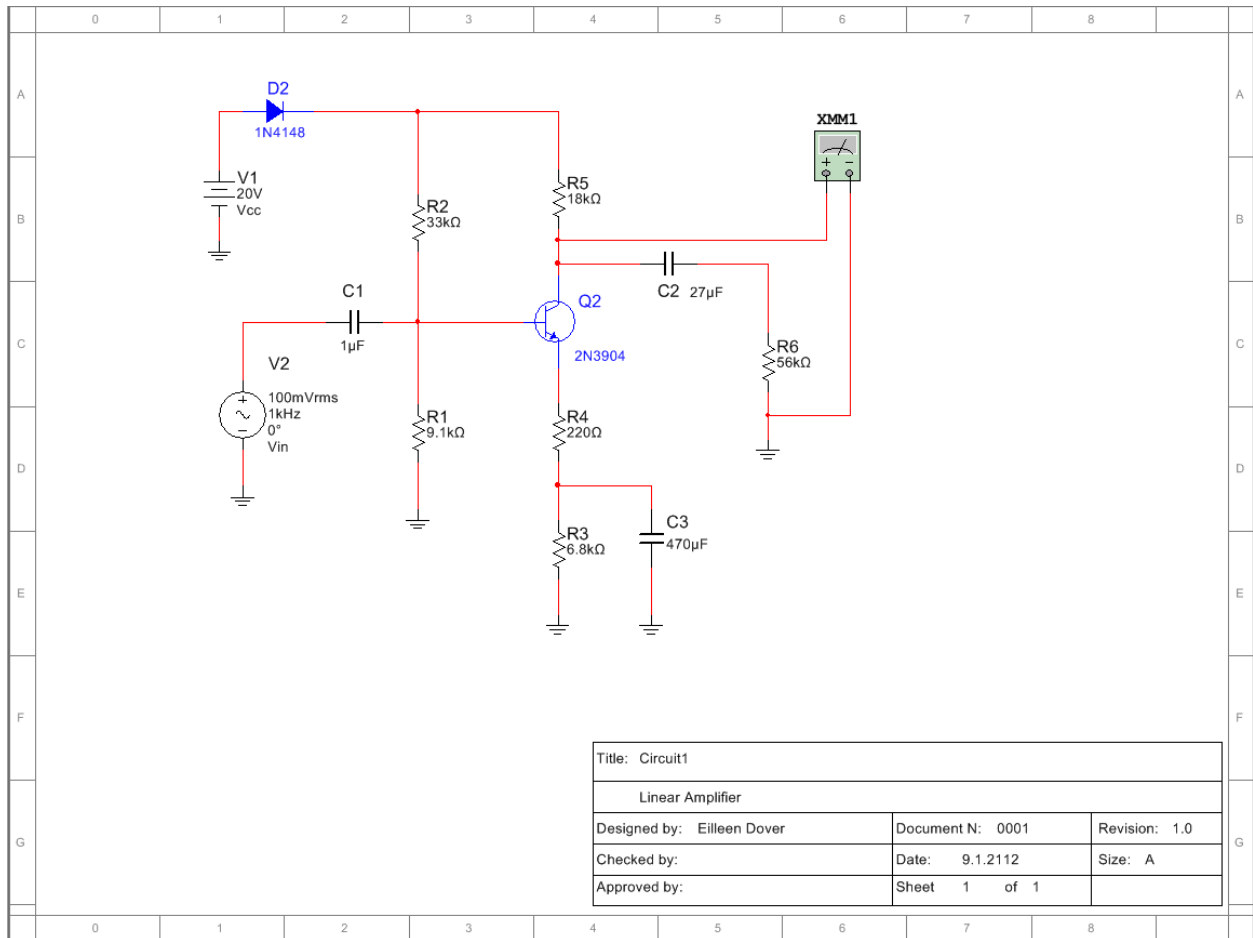 0 1 2 3 4 5 6 7 8
A A
D2
1N4148
XMM1
+ −
B B
V1
20V
Vcc
R2
33kΩ
R5
18kΩ
C C
C1
1µF
C2 27µF
Q2
2N3904
R6
56kΩ
V2
100mVrms
1kHz
0°
Vin
+
−
R1
9.1kΩ
R4
220Ω
D D
R3
6.8kΩ
C3
470µF
E E
F F
G G
Title: Circuit1
Linear Amplifier
Designed by: Eilleen Dover Document N: 0001 Revision: 1.0
Checked by: Date: 9.1.2112 Size: A
Approved by: Sheet 1 of 1
0 1 2 3 4 5 6 7 8